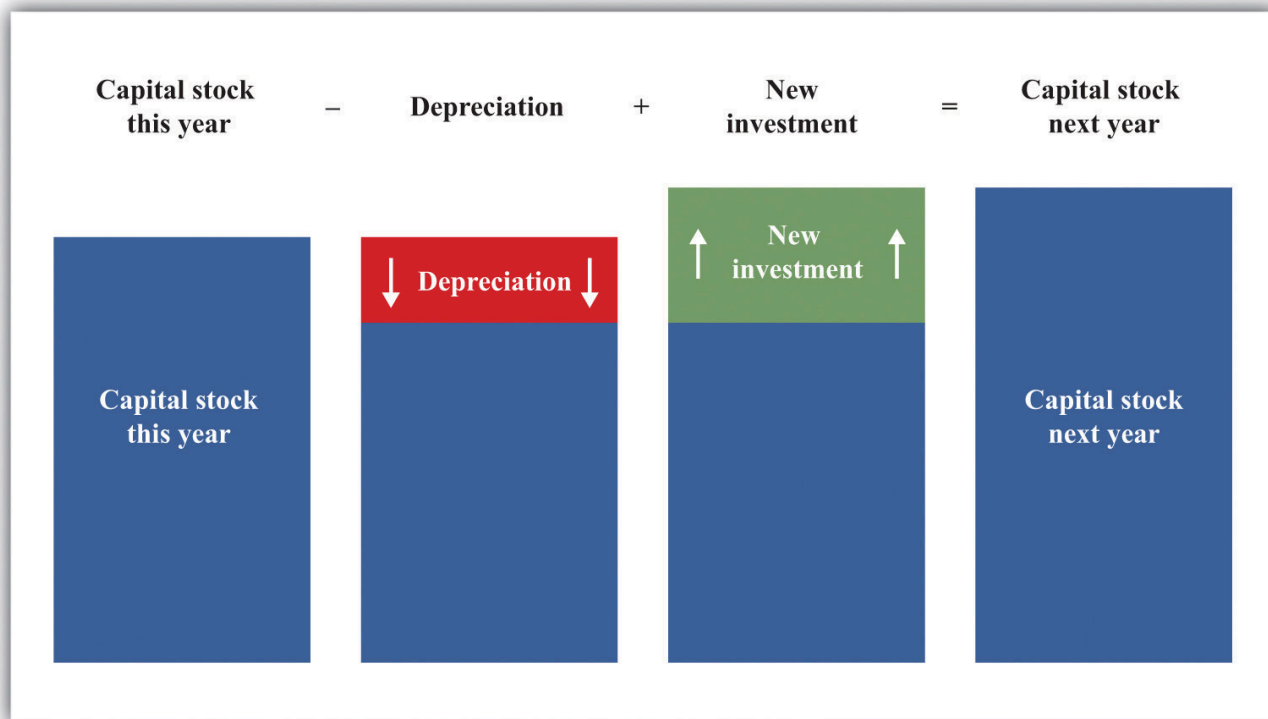 Capital stock
this year
–
Depreciation
+
New
investment
=
Capital stock
next year
Capital stock
this year
Depreciation
New
investment
Capital stock
next year